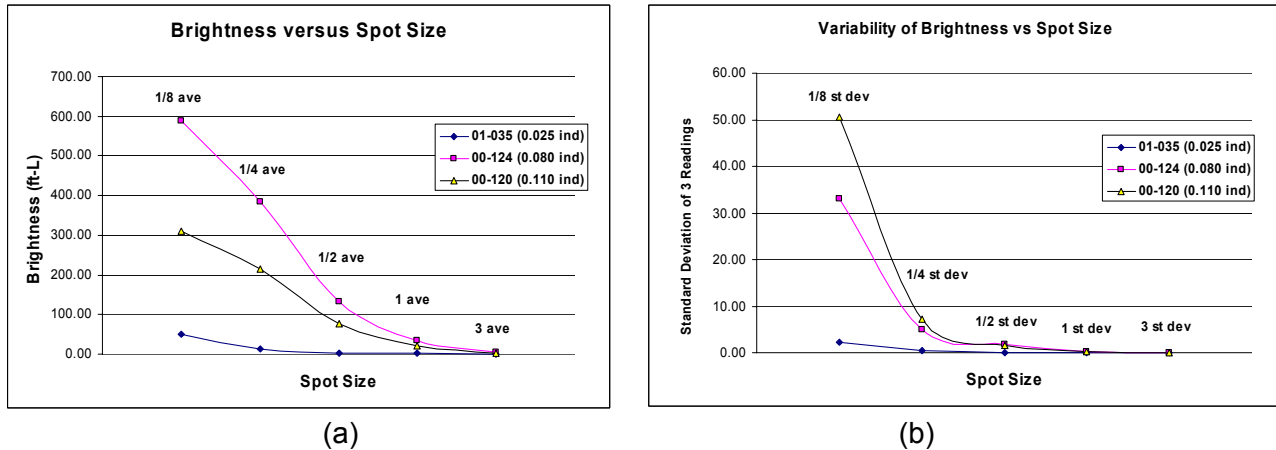 Brightness versus Spot Size
700.00
600.00
500.00
400.00
300.00
200.00
100.00
0.00
Brightness (ft-L)
1/8 ave
1/4 ave
1/2 ave
1 ave
3 ave
01-035 (0.025 ind)
00-124 (0.080 ind)
00-120 (0.110 ind)
Spot Size
(a)
Variability of Brightness vs Spot Size
60.00
50.00
40.00
30.00
20.00
10.00
0.00
Standard Deviation of 3 Readings
1/8 st dev
1/4 st dev
1/2 st dev
1 st dev
3 st dev
01-035 (0.025 ind)
00-124 (0.080 ind)
00-120 (0.110 ind)
Spot Size
(b)